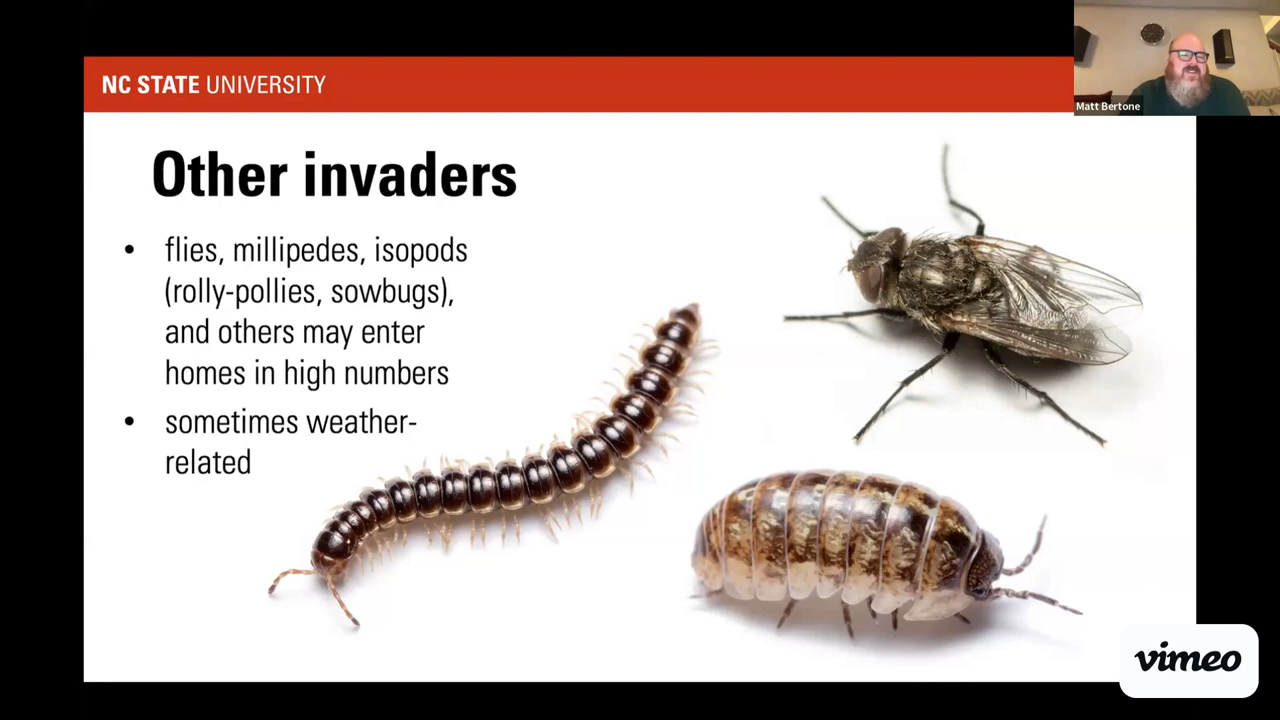 NC STATE UNIVERSITY
Matt Bertone
Other invaders
• flies, millipedes, isopods
(rolly-pollies, sowbugs),
and others may enter
homes in high numbers
• sometimes weather-
related
vimeo